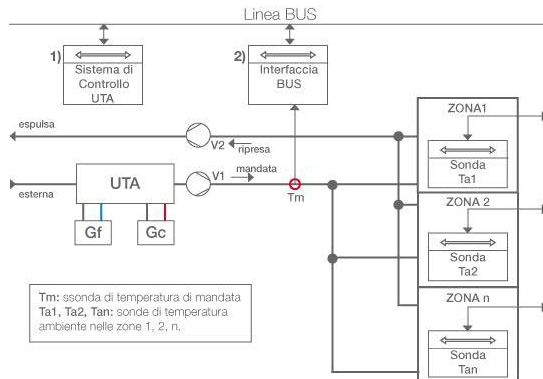 Linea BUS
1)
Sistema di
Controllo
UTA
2)
Interfaccia
BUS
espulsa
V2
ripresa
esterna
UTA
V1
mandata
Tm
Gf
Gc
ZONA1
Sonda
Ta1
ZONA 2
Sonda
Ta2
ZONA n
Sonda
Tan
Tm: ssonda di temperatura di mandata
Ta1, Ta2, Tan: sonde di temperatura
ambiente nelle zone 1, 2, n.